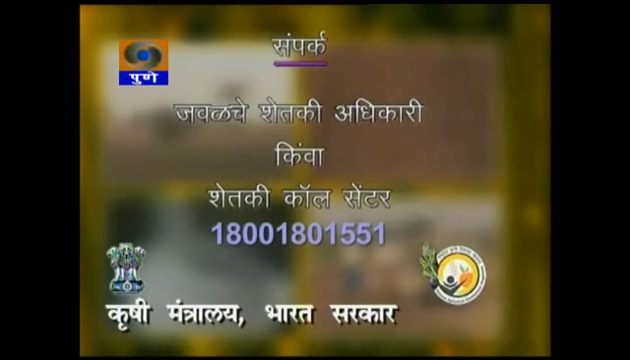 संपर्क
पुणे
जवळचे शेतकी अधिकारी
किंवा
शेतकी कॉल सेंटर
18001801551
कृषी मंत्रालय, भारत सरकार